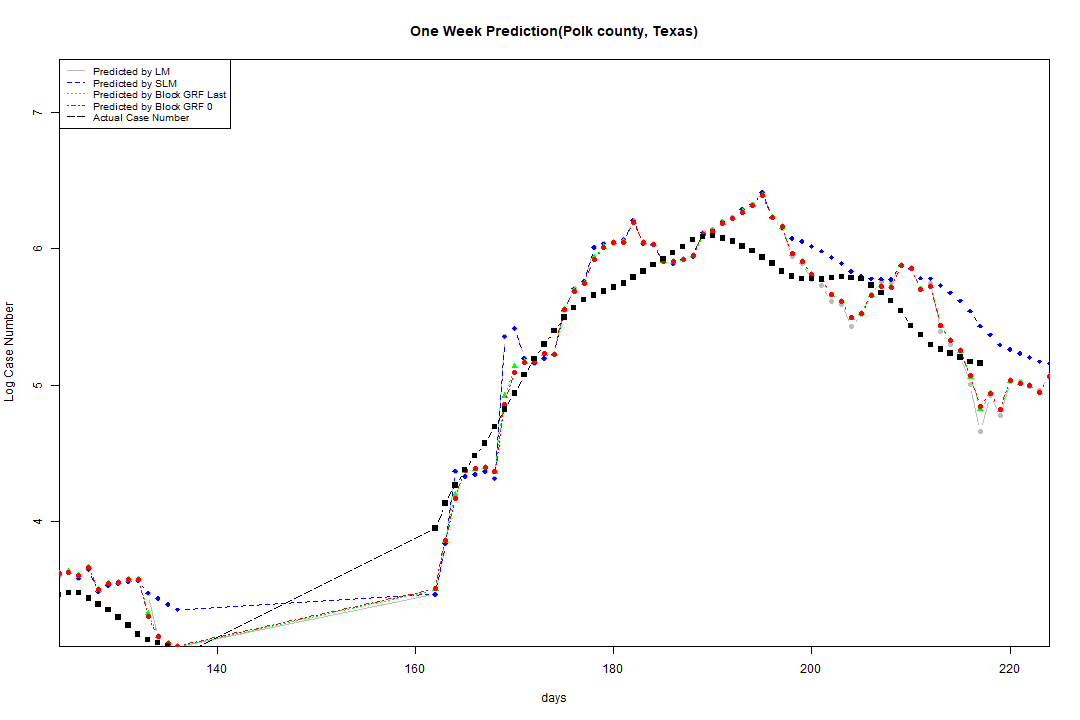 One Week Prediction(Polk county, Texas)
Predicted by LM
Predicted by SLM
Predicted by Block GRF Last
Predicted by Block GRF 0
Actual Case Number
7
6
5
4
Log Case Number
140 160 180 200 220
days